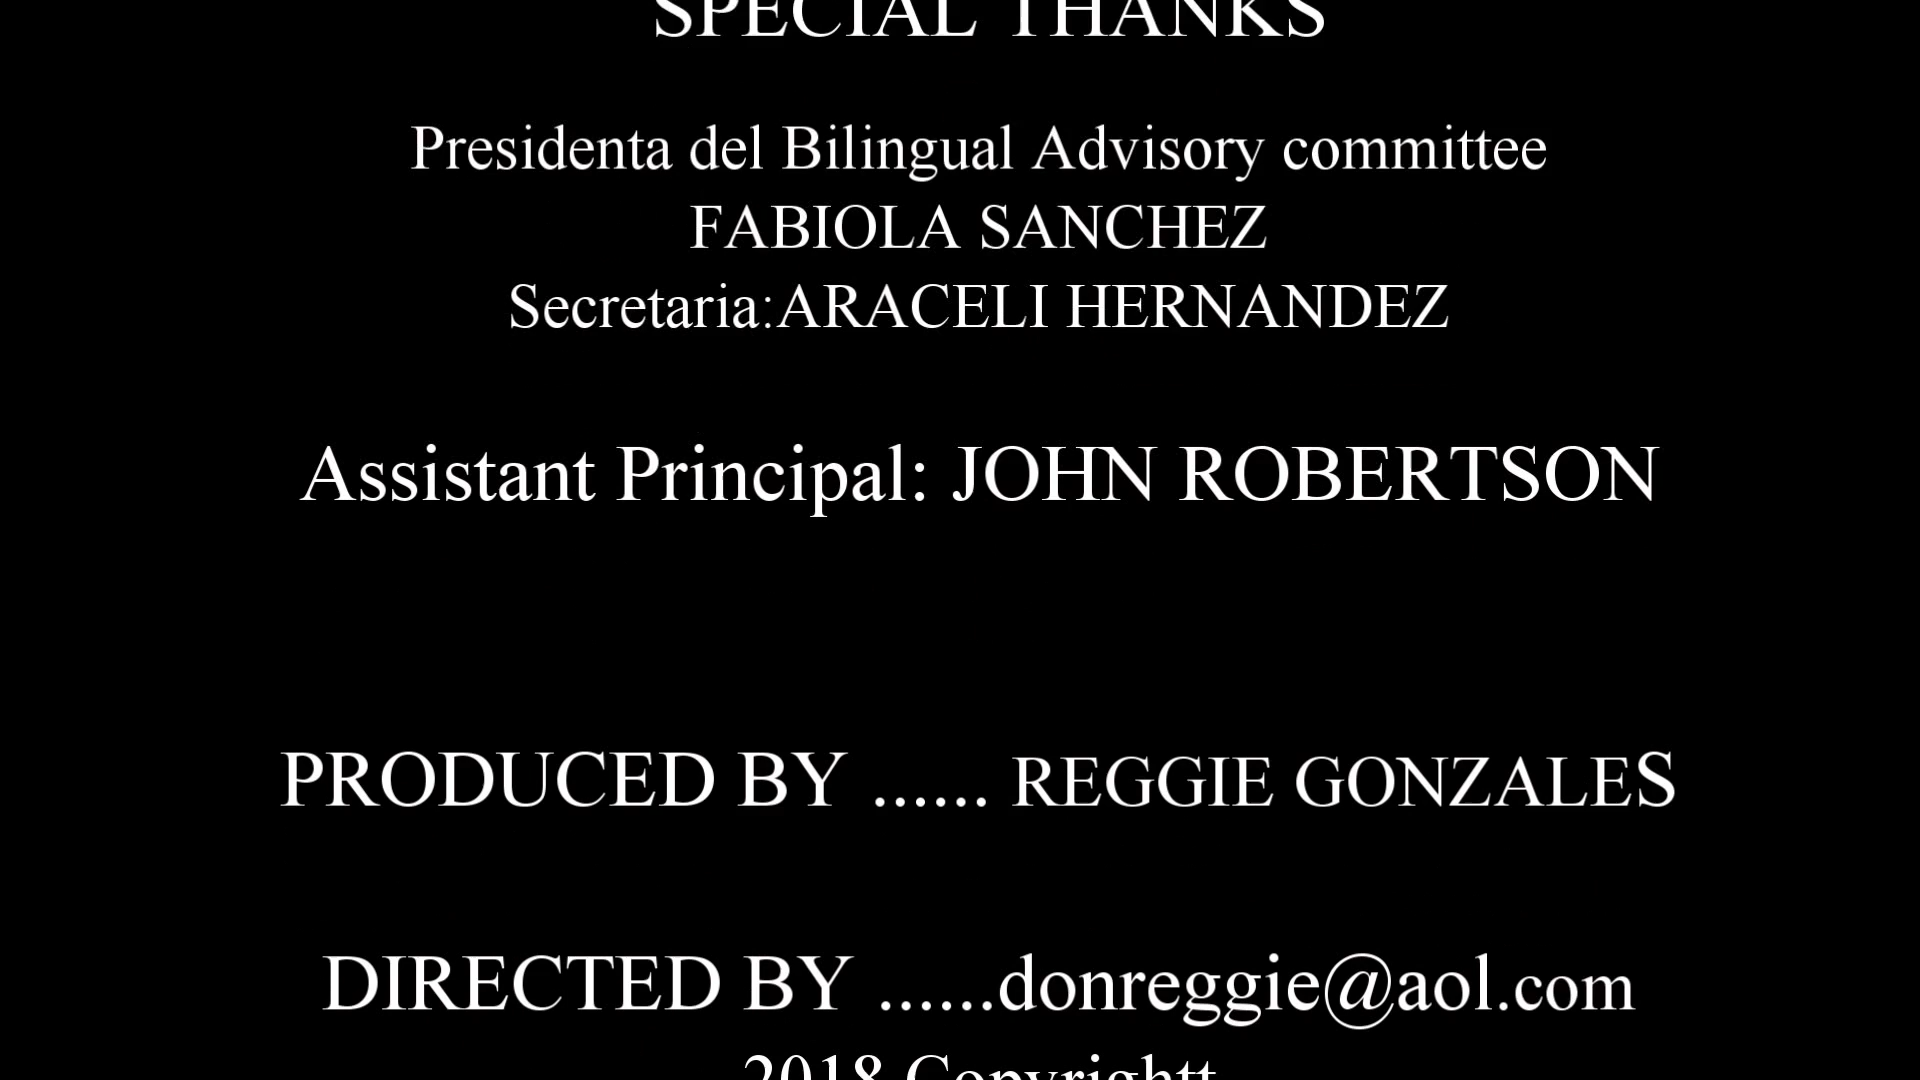 SPECIAL THANKS
Presidenta del Bilingual Advisory committee
FABIOLA SANCHEZ
Secretaria:ARACELI HERNANDEZ
Assistant Principal: JOHN ROBERTSON
PRODUCED BY ...... REGGIE GONZALES
DIRECTED BY ......donreggie@aol.com
2018 Copyrightt